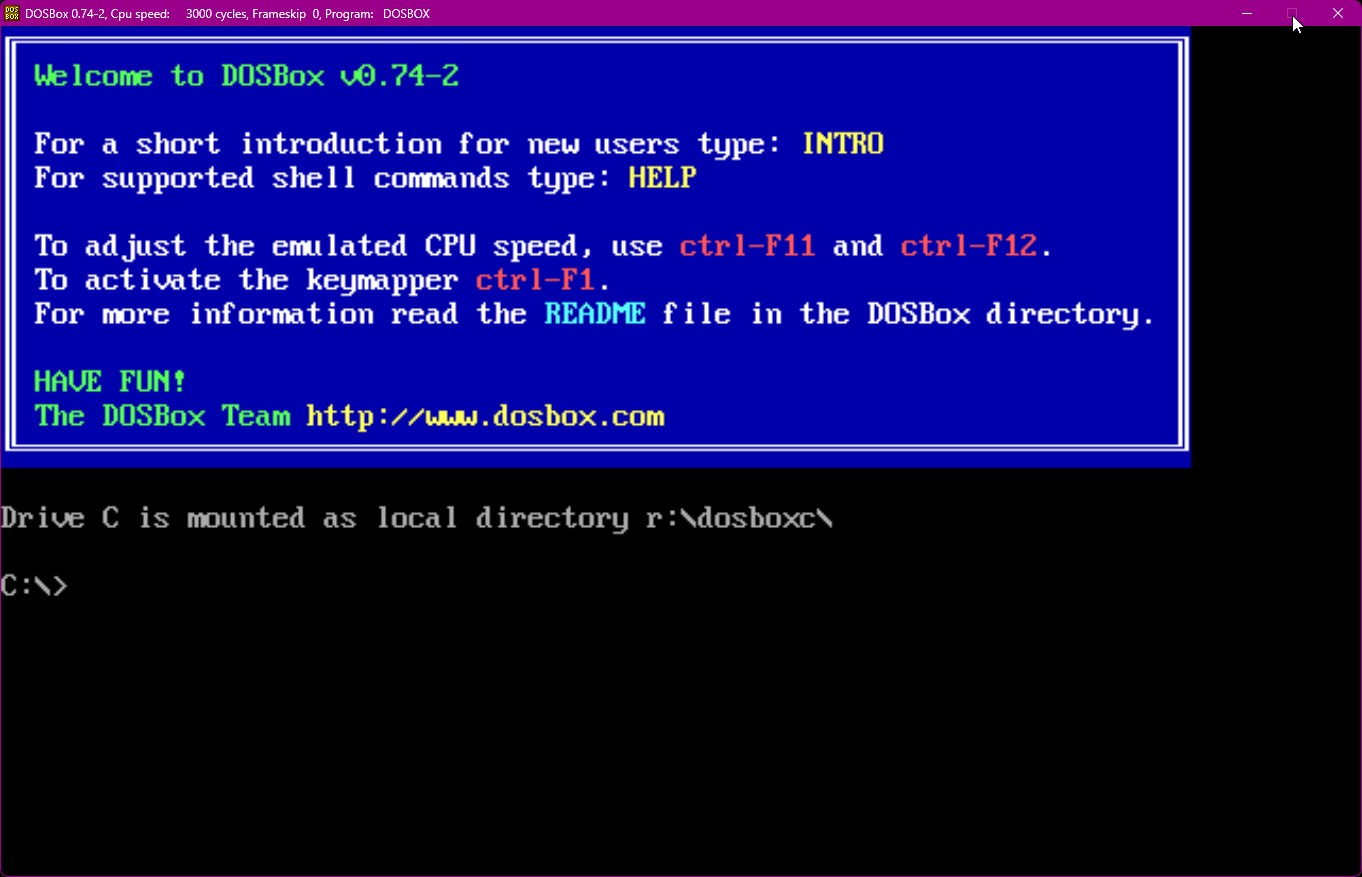 DOSBox 0.74-2, Cpu speed: 3000 cycles, Frameskip 0, Program: DOSBOX
Welcome to DOSBox v0.74-2
For a short introduction for new users type: INTRO
For supported shell commands type: HELP
To adjust the emulated CPU speed, use ctrl-F11 and ctrl-F12.
To activate the keymapper ctrl-F1.
For more information read the README file in the DOSBox directory.
HAVE FUN!
The DOSBox Team http://www.dosbox.com
Drive C is mounted as local directory r:\dosboxc\
C:\>